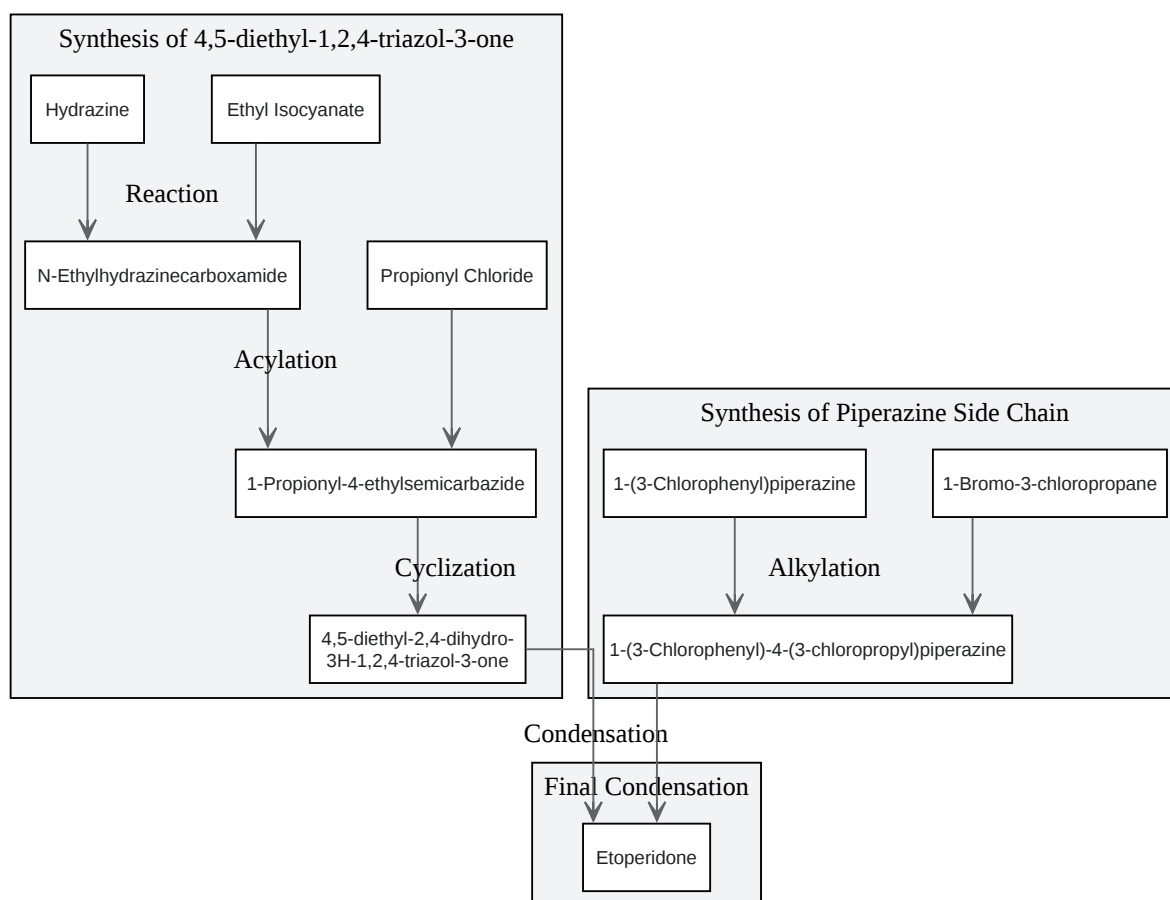 Synthesis of 4,5-diethyl-1,2,4-triazol-3-one
Hydrazine
Ethyl Isocyanate
Reaction
N-Ethylhydrazinecarboxamide
Propionyl Chloride
Acylation
1-Propionyl-4-ethylsemicarbazide
Cyclization
4,5-diethyl-2,4-dihydro-
3H-1,2,4-triazol-3-one
Synthesis of Piperazine Side Chain
1-(3-Chlorophenyl)piperazine
1-Bromo-3-chloropropane
Alkylation
1-(3-Chlorophenyl)-4-(3-chloropropyl)piperazine
Condensation
Final Condensation
Etoperidone